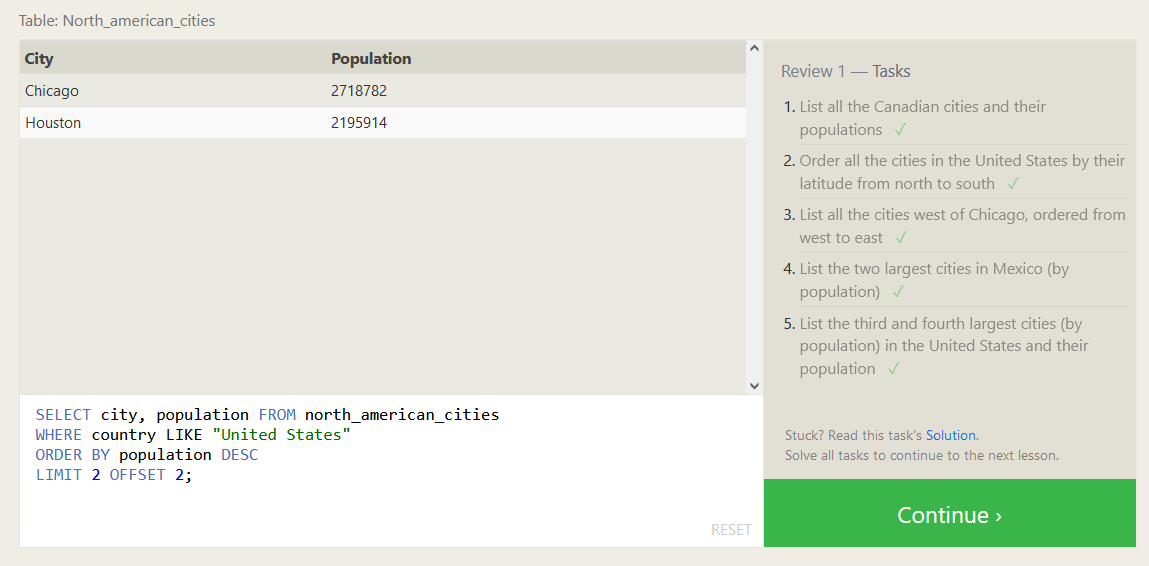 Table: North_american_cities
City Population
Chicago 2718782
Houston 2195914
SELECT city, population FROM north_american_cities
WHERE country LIKE "United States"
ORDER BY population DESC
LIMIT 2 OFFSET 2;
RESET
Review 1 — Tasks
1. List all the Canadian cities and their
populations ✓
2. Order all the cities in the United States by their
latitude from north to south ✓
3. List all the cities west of Chicago, ordered from
west to east ✓
4. List the two largest cities in Mexico (by
population) ✓
5. List the third and fourth largest cities (by
population) in the United States and their
population ✓
Stuck? Read this task's Solution.
Solve all tasks to continue to the next lesson.
Continue ›